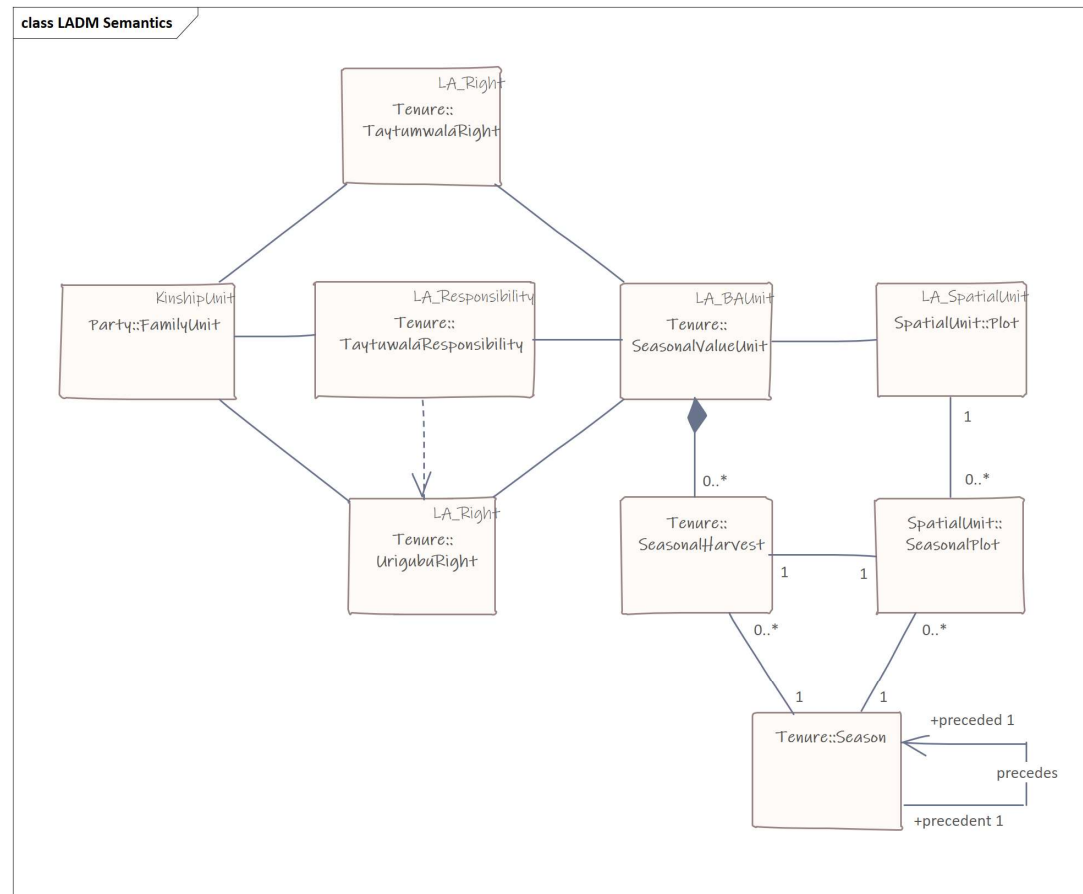 class LADM Semantics
LA_Right
Tenure::
TaytumwalaRight
KinshipUnit
Party::FamilyUnit
LA_Responsibility
Tenure::
TaytuwalaResponsibility
LA_BAUnit
Tenure::
SeasonalValueUnit
LA_SpatialUnit
SpatialUnit::Plot
1
0..*
0..*
LA_Right
Tenure::
UrigubuRight
Tenure::
SeasonalHarvest
SpatialUnit::
SeasonalPlot
1
1
0..*
0..*
1
1
Tenure::Season
+preceded 1
precedes
+precedent 1